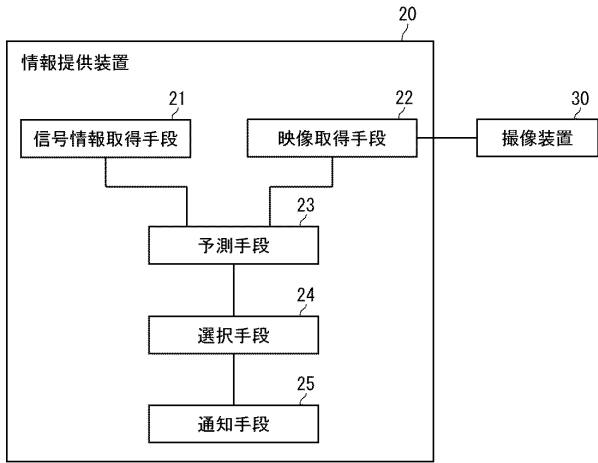 20
情報提供装置
21
22
30
信号情報取得手段
映像取得手段
撮像装置
23
予測手段
24
選択手段
25
通知手段